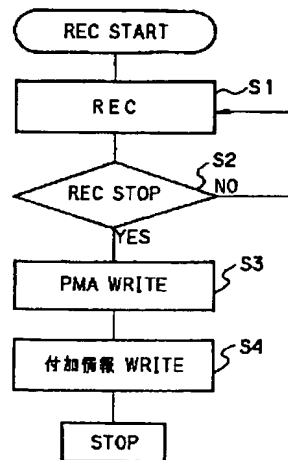 REC START
REC
S1
REC STOP
S2
NO
YES
PMA WRITE
S3
付加情報 WRITE
S4
STOP